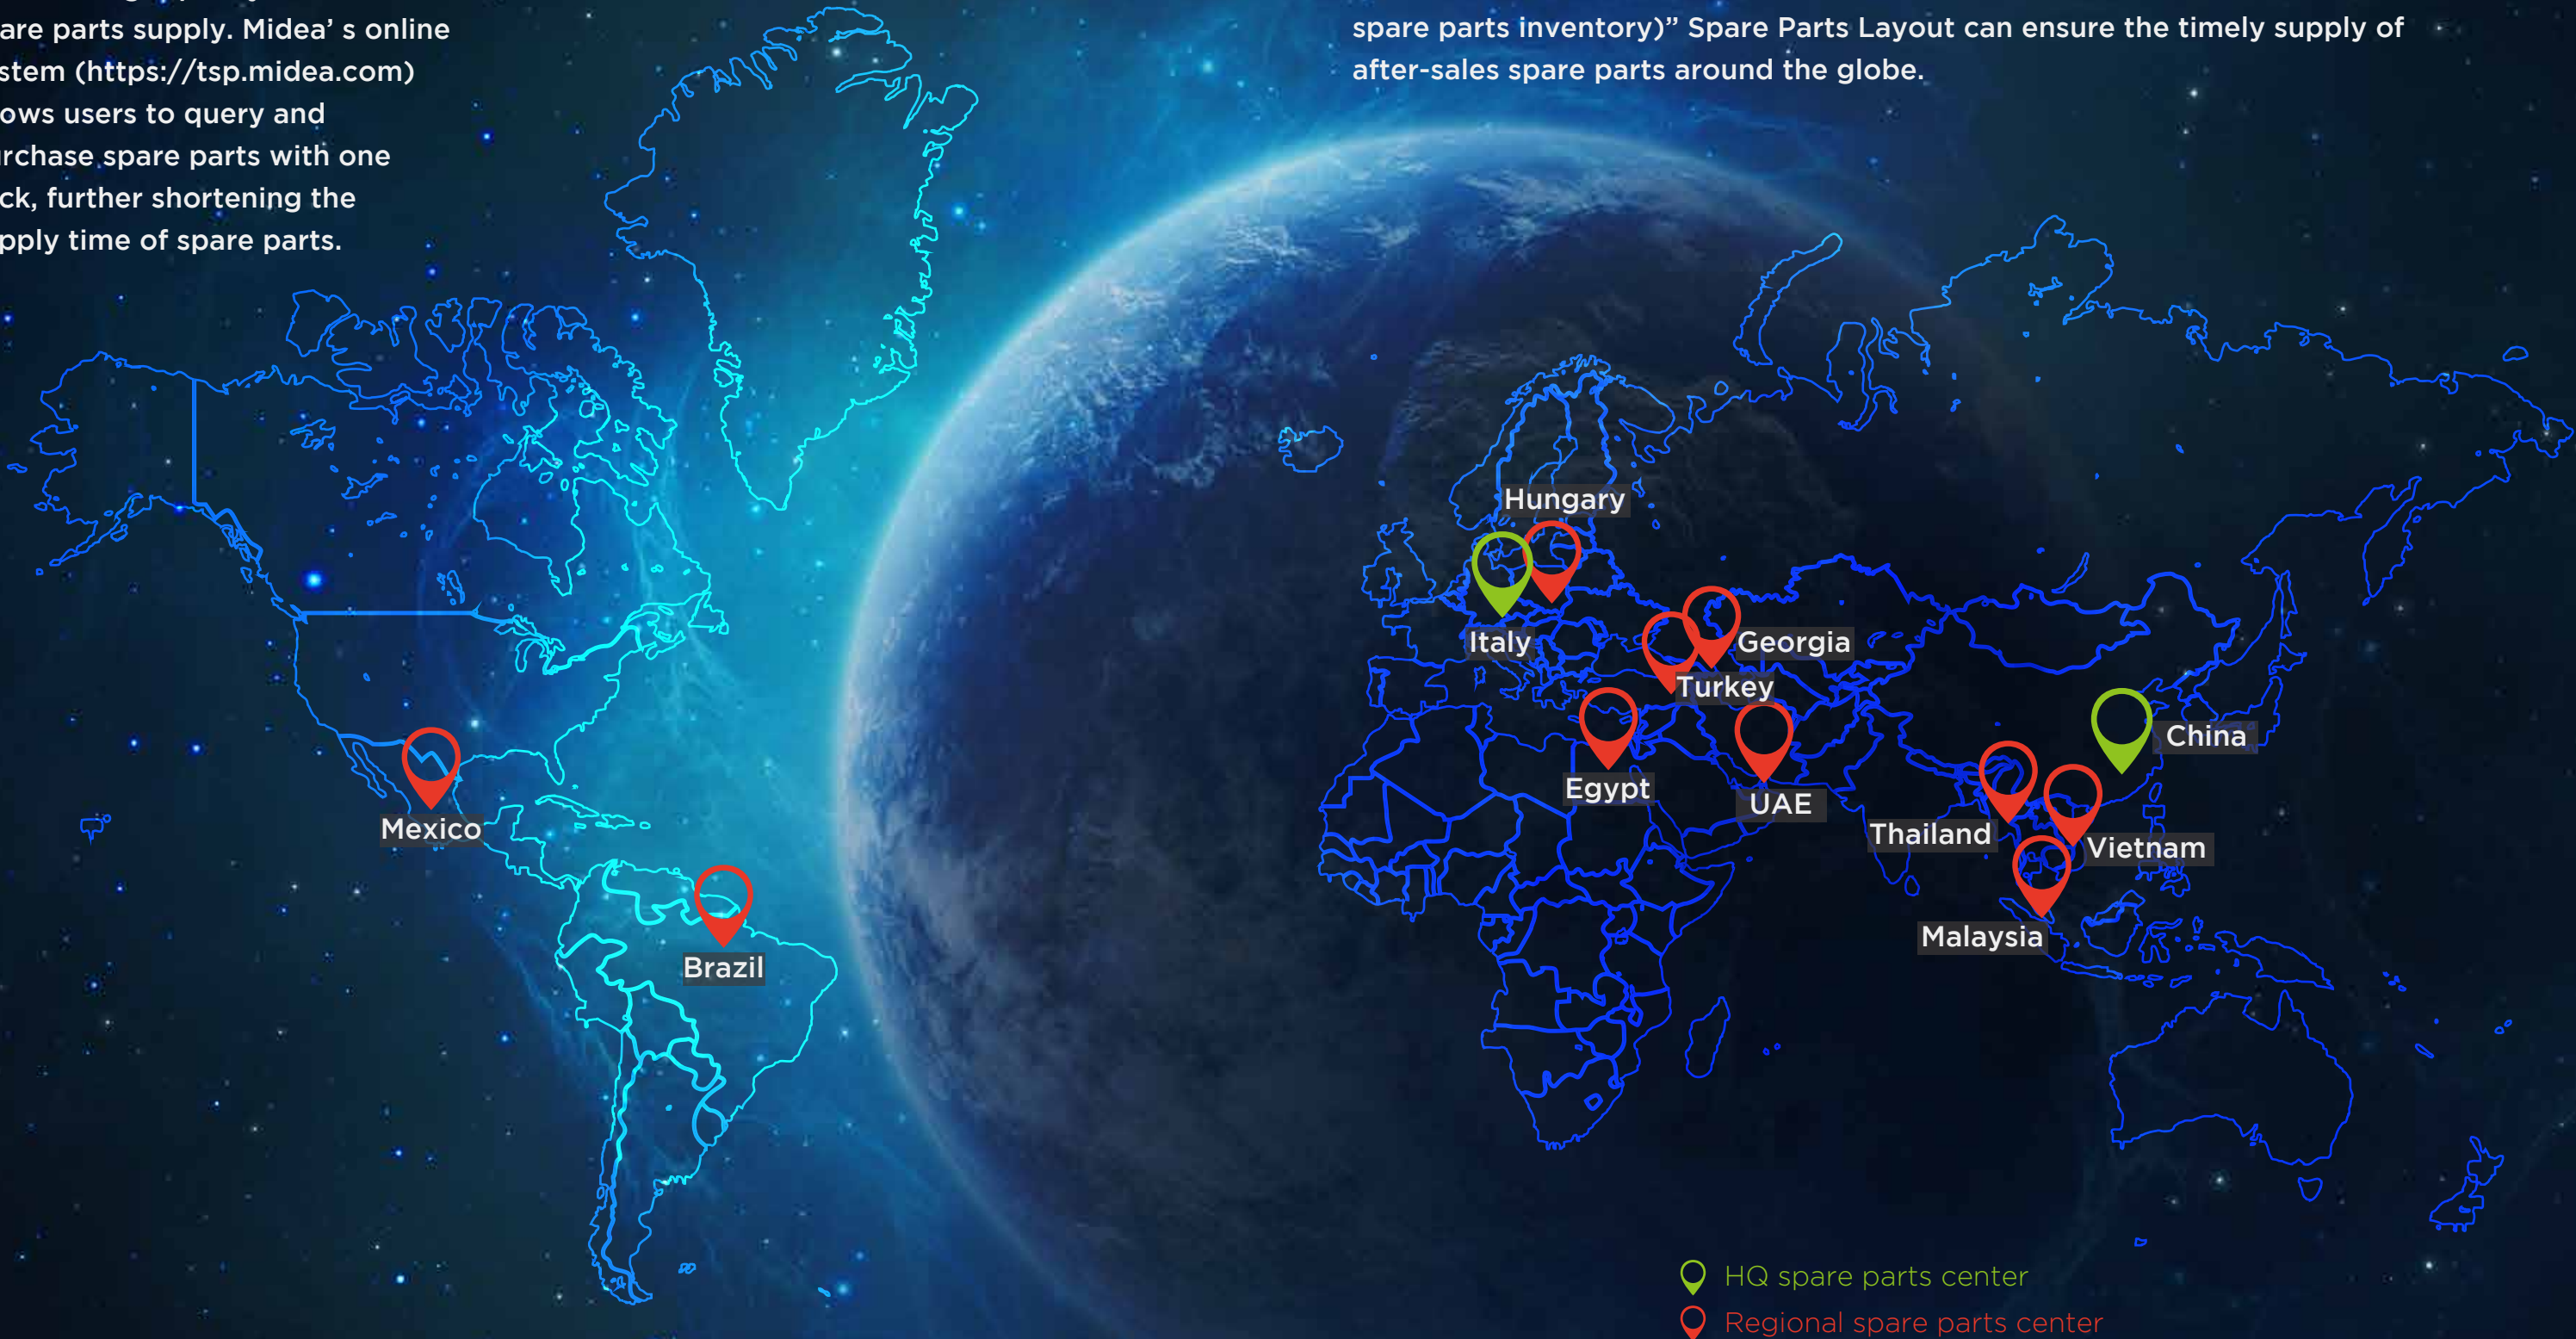 are parts supply. Midea' s online
stem (https://tsp.midea.com)
ows users to query and
rchase spare parts with one
ck, further shortening the
pply time of spare parts.
spare parts inventory)” Spare Parts Layout can ensure the timely supply of
after-sales spare parts around the globe.
Hungary
Italy
Georgia
Turkey
China
Egypt
UAE
Mexico
Thailand
Vietnam
Malaysia
Brazil
HQ spare parts center
Regional spare parts center